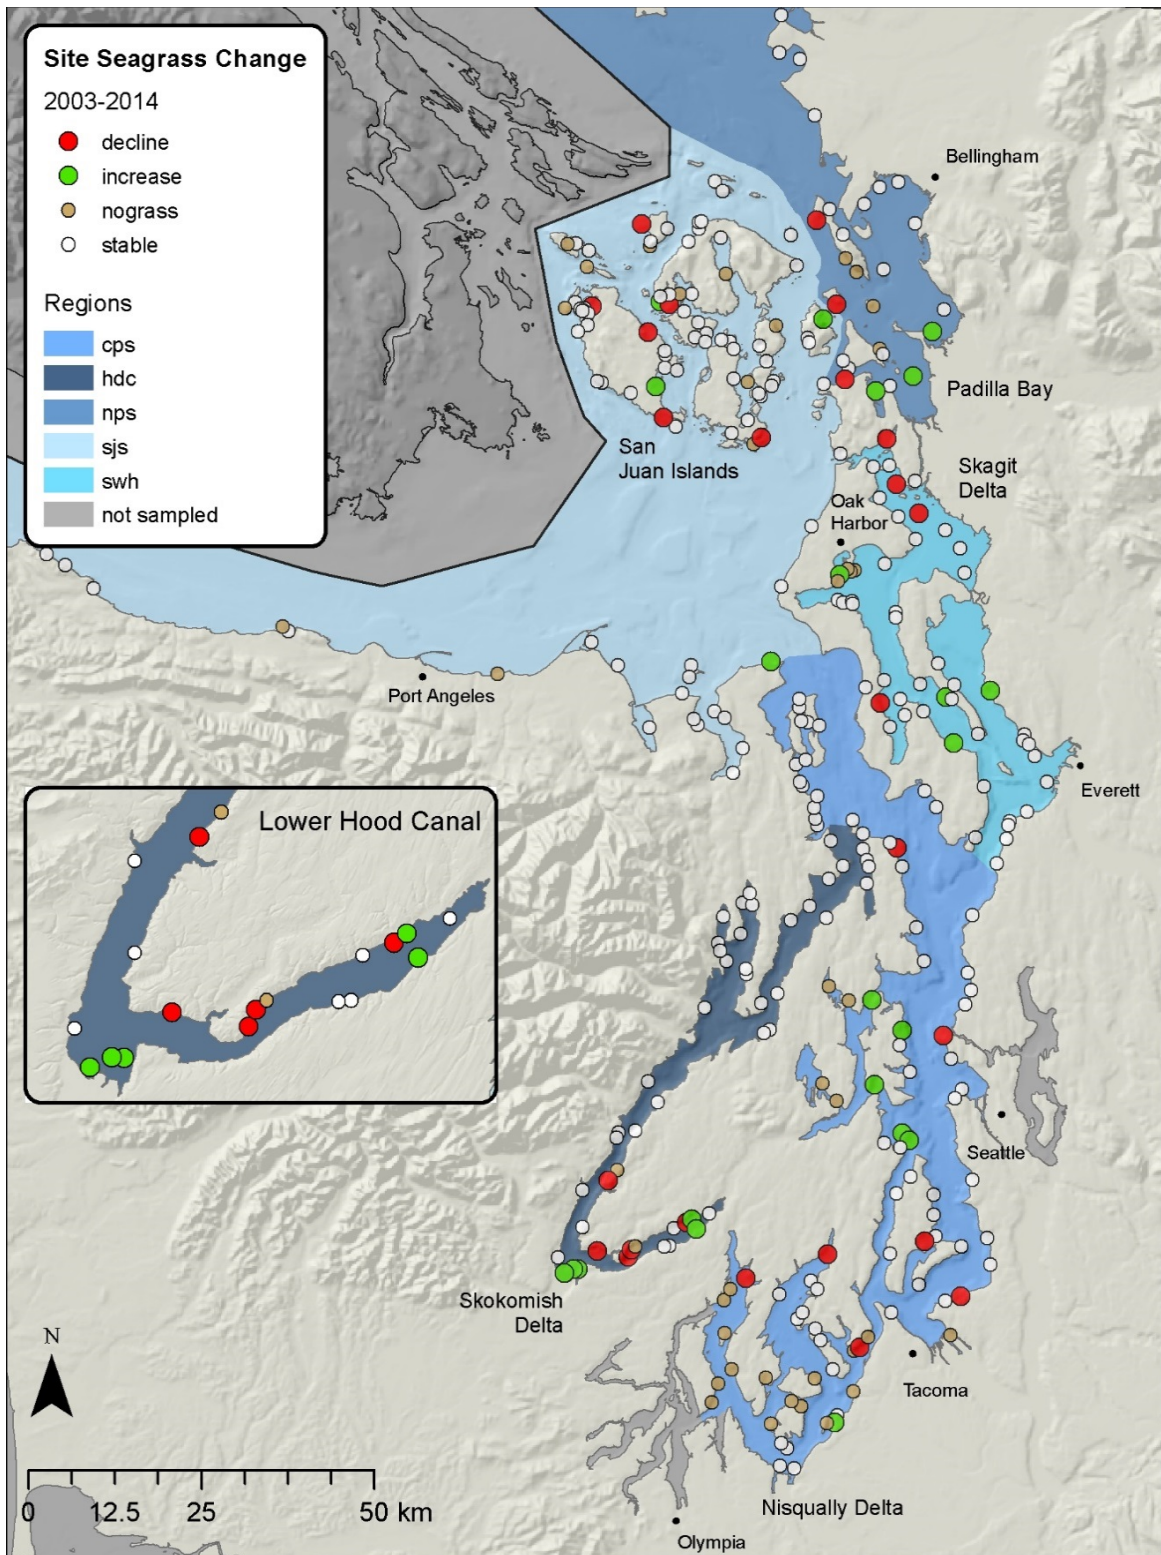 Site Seagrass Change
2003-2014
decline
increase
nograss
stable
Regions
cps
hdc
nps
sjs
swh
not sampled
Bellingham
Padilla Bay
San
Juan Islands
Skagit
Delta
Oak
Harbor
Port Angeles
Everett
Lower Hood Canal
Seattle
Skokomish
Delta
N
Tacoma
0 12.5 25 50 km
Nisqually Delta
Olympia